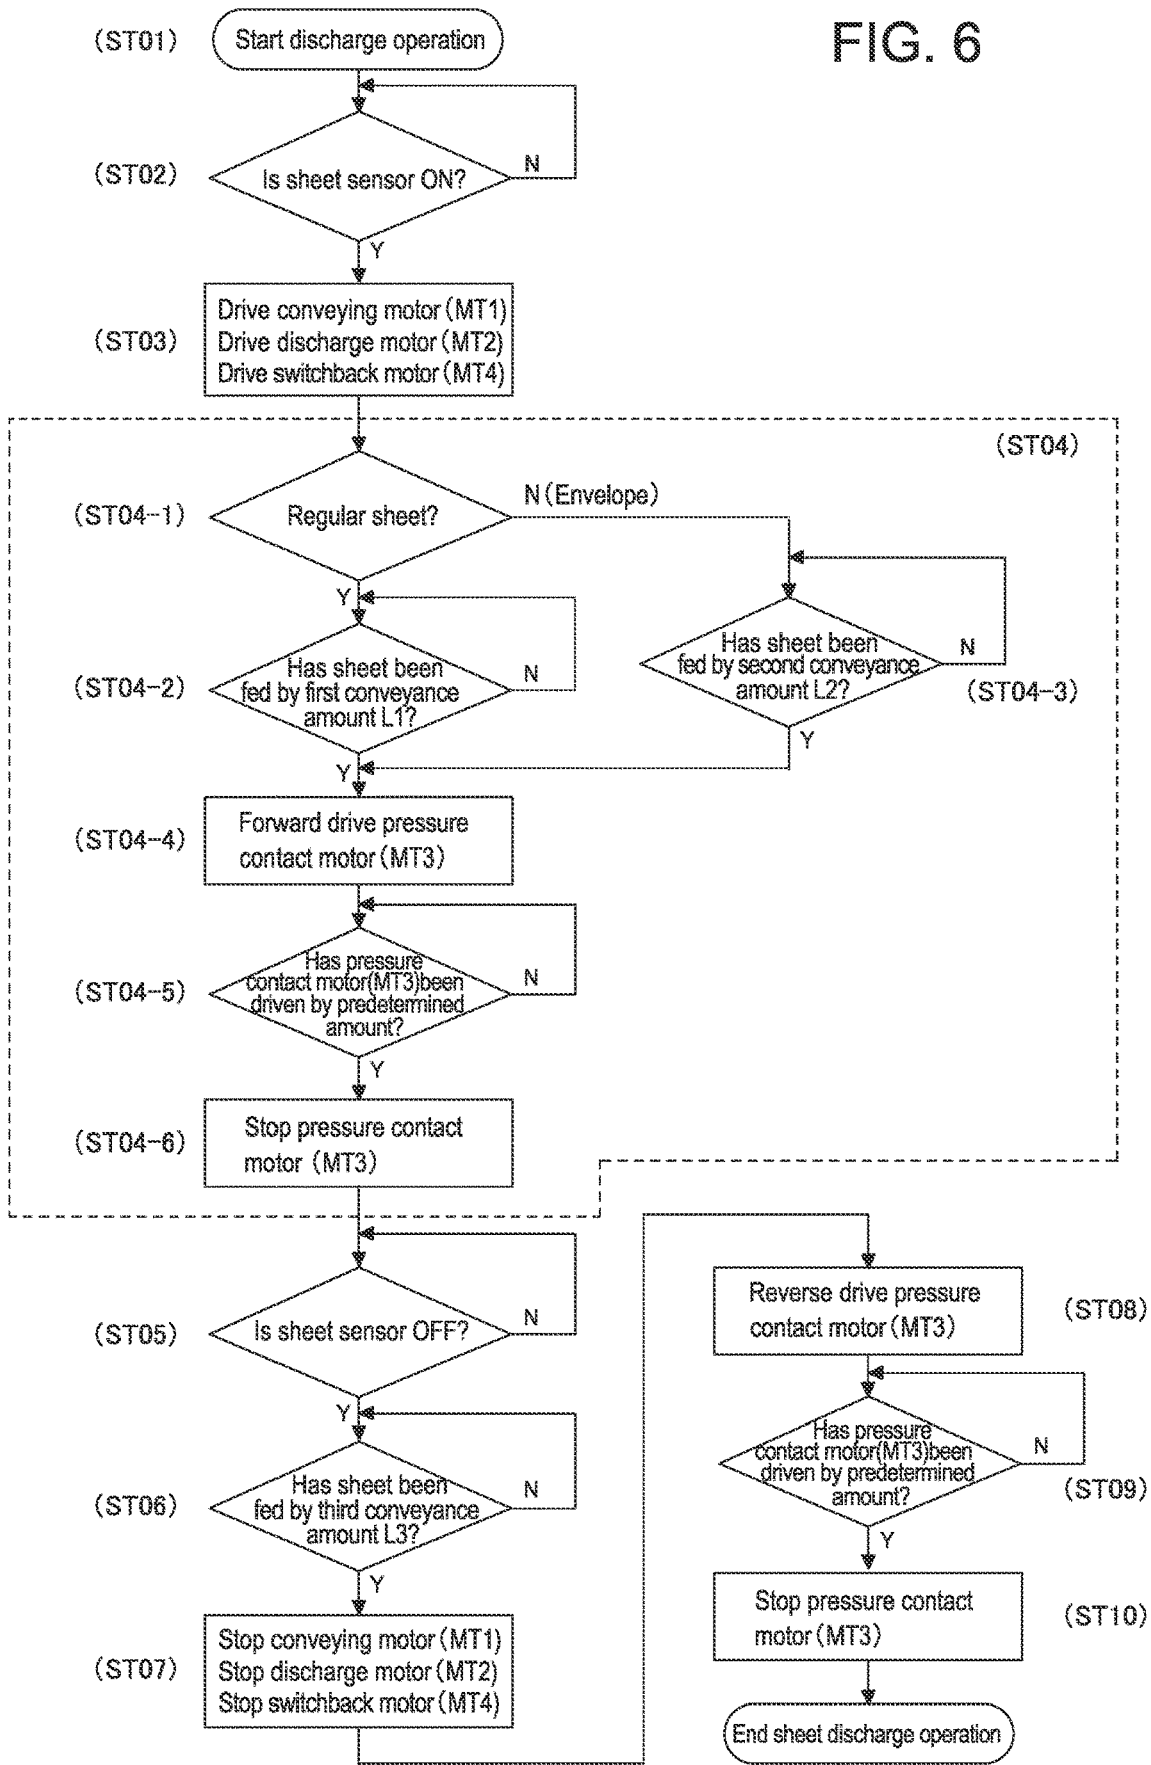 FIG. 6
(ST01)
Start discharge operation
(ST02)
Is sheet sensor ON?
N
Y
(ST03)
Drive conveying motor (MT1)
Drive discharge motor (MT2)
Drive switchback motor (MT4)
(ST04)
(ST04-1)
Regular sheet?
N (Envelope)
Y
(ST04-2)
Has sheet been
fed by first conveyance
amount L1?
N
Y
Has sheet been
fed by second conveyance
amount L2?
N
(ST04-3)
Y
(ST04-4)
Forward drive pressure
contact motor (MT3)
(ST04-5)
Has pressure
contact motor(MT3)been
driven by predetermined
amount?
N
Y
(ST04-6)
Stop pressure contact
motor (MT3)
(ST05)
Is sheet sensor OFF?
N
Y
(ST06)
Has sheet been
fed by third conveyance
amount L3?
N
Y
(ST07)
Stop conveying motor (MT1)
Stop discharge motor (MT2)
Stop switchback motor (MT4)
Reverse drive pressure
contact motor (MT3)
(ST08)
Has pressure
contact motor(MT3)been
driven by predetermined
amount?
N
(ST09)
Y
Stop pressure contact
motor (MT3)
(ST10)
End sheet discharge operation